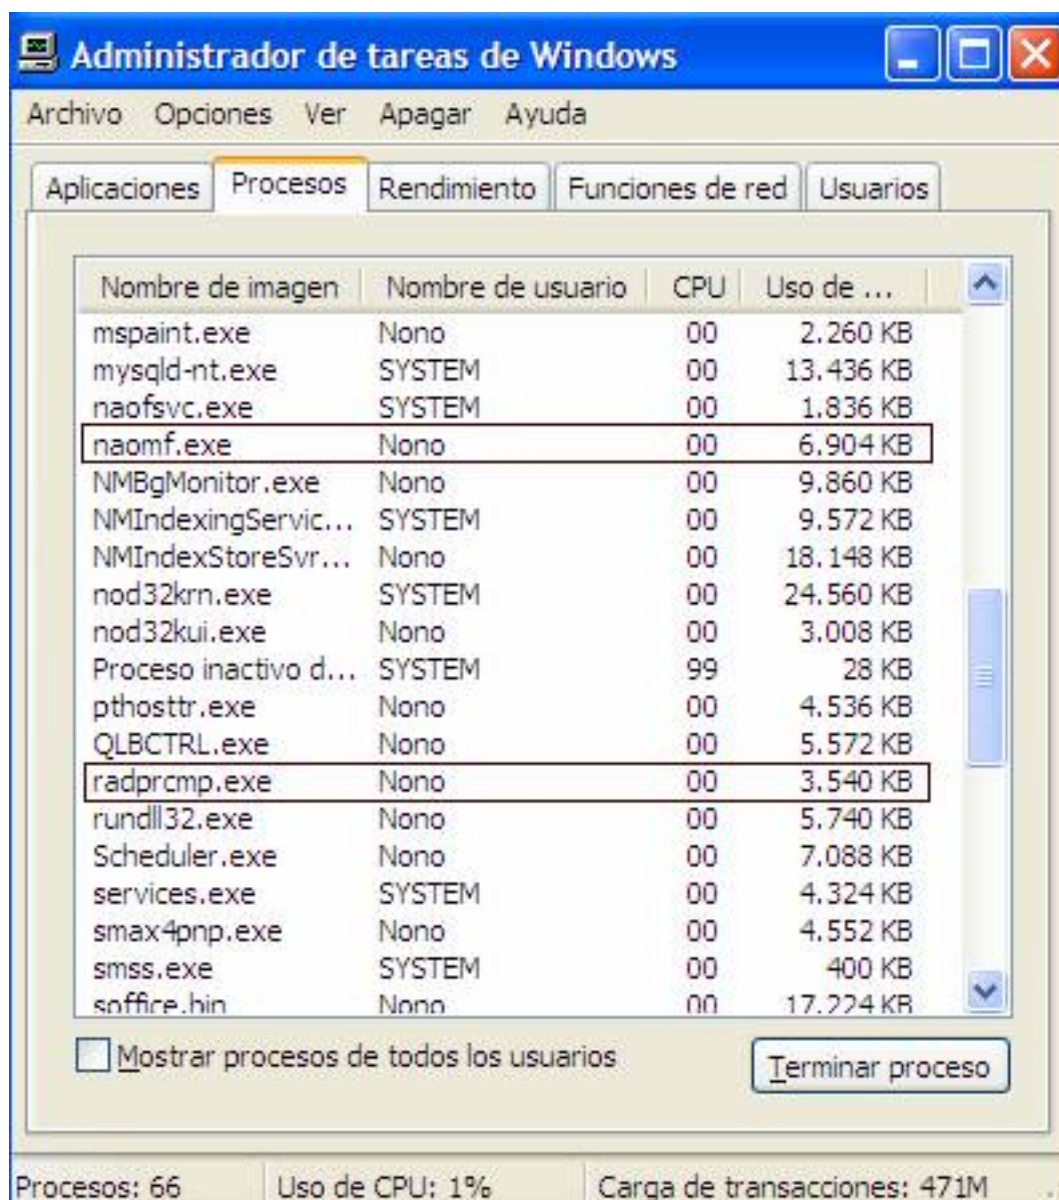 Administrador de tareas de Windows
Archivo Opciones Ver Apagar Ayuda
Aplicaciones Procesos Rendimiento Funciones de red Usuarios
Nombre de imagen Nombre de usuario CPU Uso de ...
mspaint.exe Nono 00 2.260 KB
mysqld-nt.exe SYSTEM 00 13.436 KB
naofsvc.exe SYSTEM 00 1.836 KB
naomf.exe Nono 00 6.904 KB
NMBgMonitor.exe Nono 00 9.860 KB
NMIndexingServic... SYSTEM 00 9.572 KB
NMIndexStoreSvr... Nono 00 18.148 KB
nod32krn.exe SYSTEM 00 24.560 KB
nod32kui.exe Nono 00 3.008 KB
Proceso inactivo d... SYSTEM 99 28 KB
pthosttr.exe Nono 00 4.536 KB
QLBCTRL.exe Nono 00 5.572 KB
radprcmp.exe Nono 00 3.540 KB
rundll32.exe Nono 00 5.740 KB
Scheduler.exe Nono 00 7.088 KB
services.exe SYSTEM 00 4.324 KB
smax4pnp.exe Nono 00 4.552 KB
smss.exe SYSTEM 00 400 KB
soffice.bin Nono 00 17.224 KB
Mostrar procesos de todos los usuarios Terminar proceso
Procesos: 66 Uso de CPU: 1% Carga de transacciones: 471M